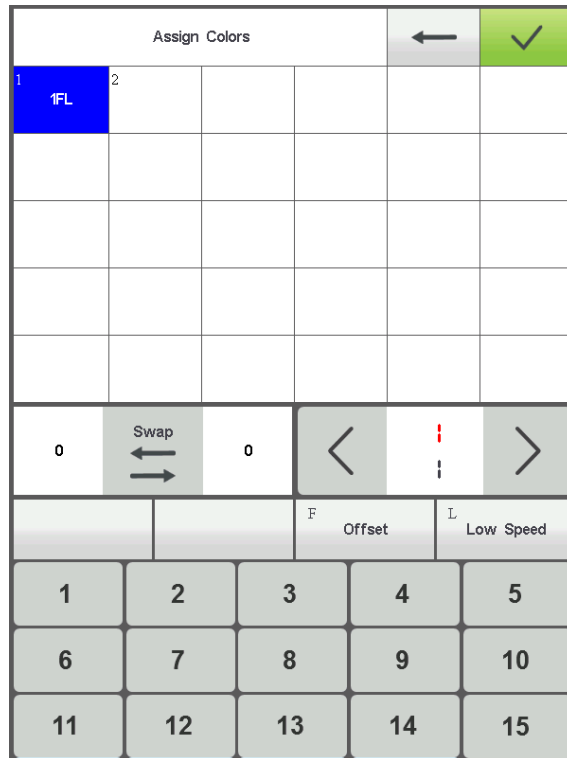 Assign Colors
1
1FL
2
0
Swap
0
F
Offset
L
Low Speed
1 2 3 4 5
6 7 8 9 10
11 12 13 14 15